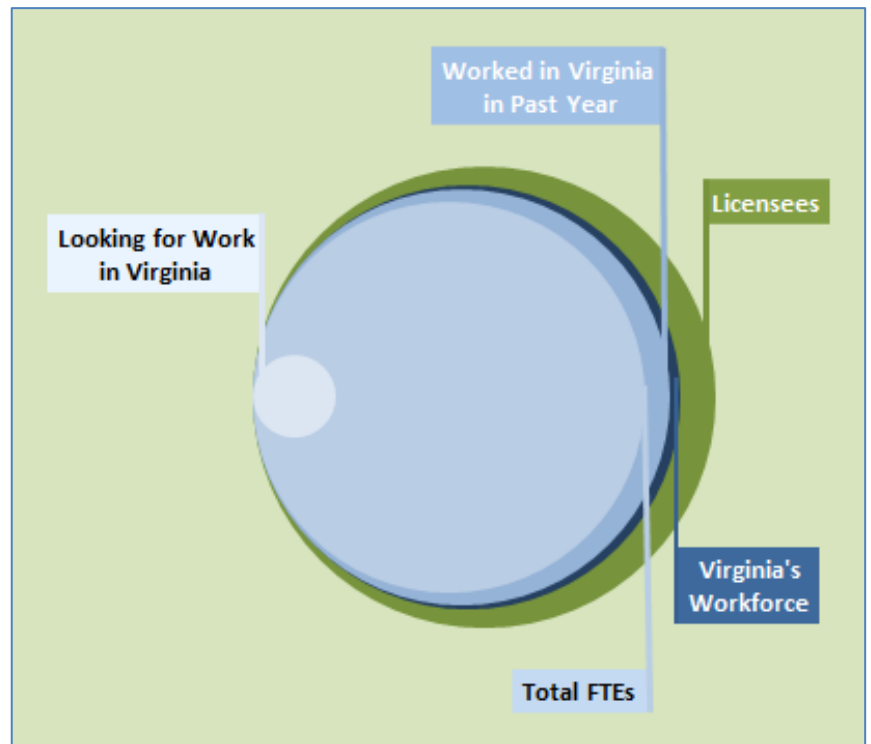 Worked in Virginia
in Past Year
Licensees
Looking for Work
in Virginia
Virginia's
Workforce
Total FTEs